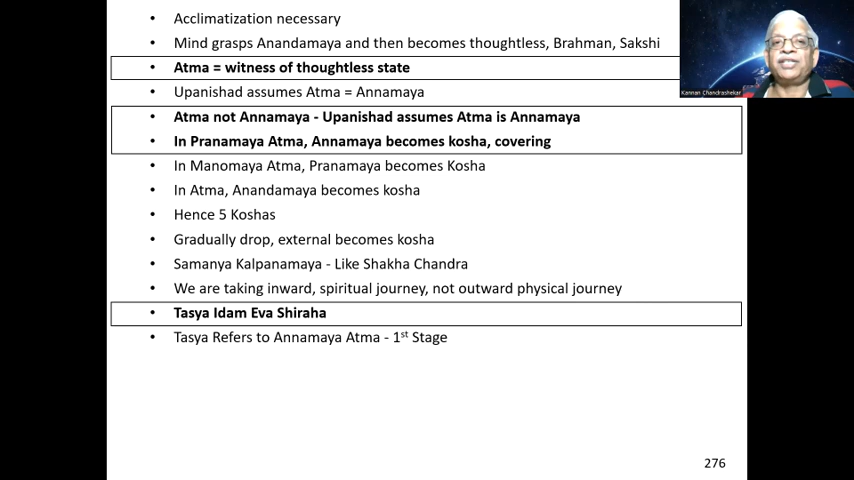 • Acclimatization necessary
• Mind grasps Anandamaya and then becomes thoughtless, Brahman, Sakshi
• Atma = witness of thoughtless state
• Upanishad assumes Atma = Annamaya
• Atma not Annamaya - Upanishad assumes Atma is Annamaya
• In Pranamaya Atma, Annamaya becomes kosha, covering
• In Manomaya Atma, Pranamaya becomes Kosha
• In Atma, Anandamaya becomes kosha
• Hence 5 Koshas
• Gradually drop, external becomes kosha
• Samanya Kalpanamaya - Like Shakha Chandra
• We are taking inward, spiritual journey, not outward physical journey
• Tasya Idam Eva Shiraha
• Tasya Refers to Annamaya Atma - 1st Stage
276
Kannan Chandrashekar